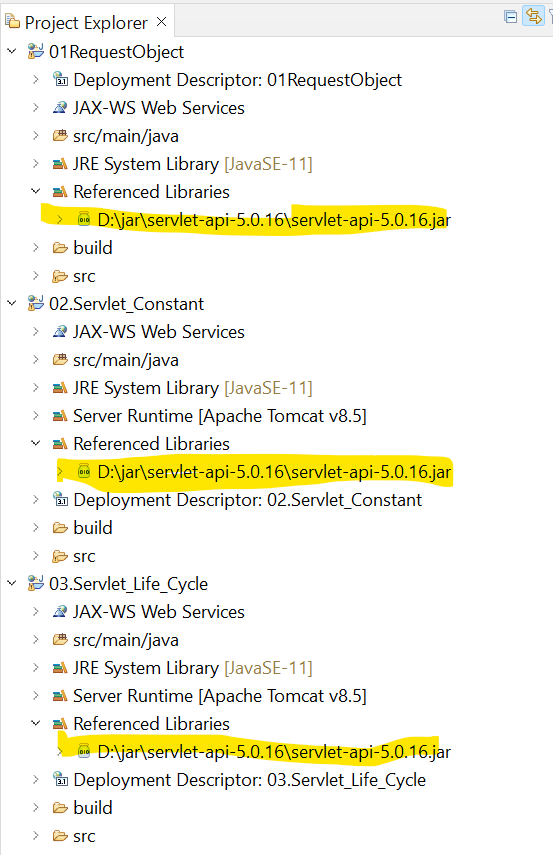 Project Explorer
01RequestObject
Deployment Descriptor: 01RequestObject
JAX-WS Web Services
src/main/java
JRE System Library [JavaSE-11]
Referenced Libraries
D:\jar\servlet-api-5.0.16\servlet-api-5.0.16.jar
build
src
02.Servlet_Constant
JAX-WS Web Services
src/main/java
JRE System Library [JavaSE-11]
Server Runtime [Apache Tomcat v8.5]
Referenced Libraries
D:\jar\servlet-api-5.0.16\servlet-api-5.0.16.jar
Deployment Descriptor: 02.Servlet_Constant
build
src
03.Servlet_Life_Cycle
JAX-WS Web Services
src/main/java
JRE System Library [JavaSE-11]
Server Runtime [Apache Tomcat v8.5]
Referenced Libraries
D:\jar\servlet-api-5.0.16\servlet-api-5.0.16.jar
Deployment Descriptor: 03.Servlet_Life_Cycle
build
src